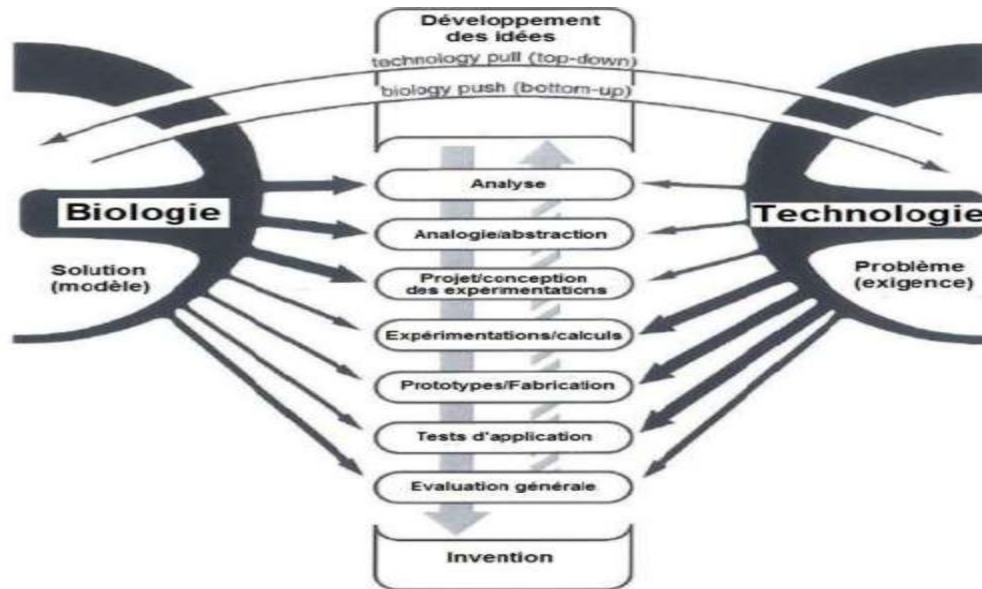 Développement
des idées
technology pull (top-down)
biology push (bottom-up)
Analyse
Biologie
Technologie
Analogie/abstraction
Solution
(modèle)
Projet/conception
des expérimentations
Problème
(exigence)
Expérimentations/calculs
Prototypes/Fabrication
Tests d'application
Evaluation générale
Invention